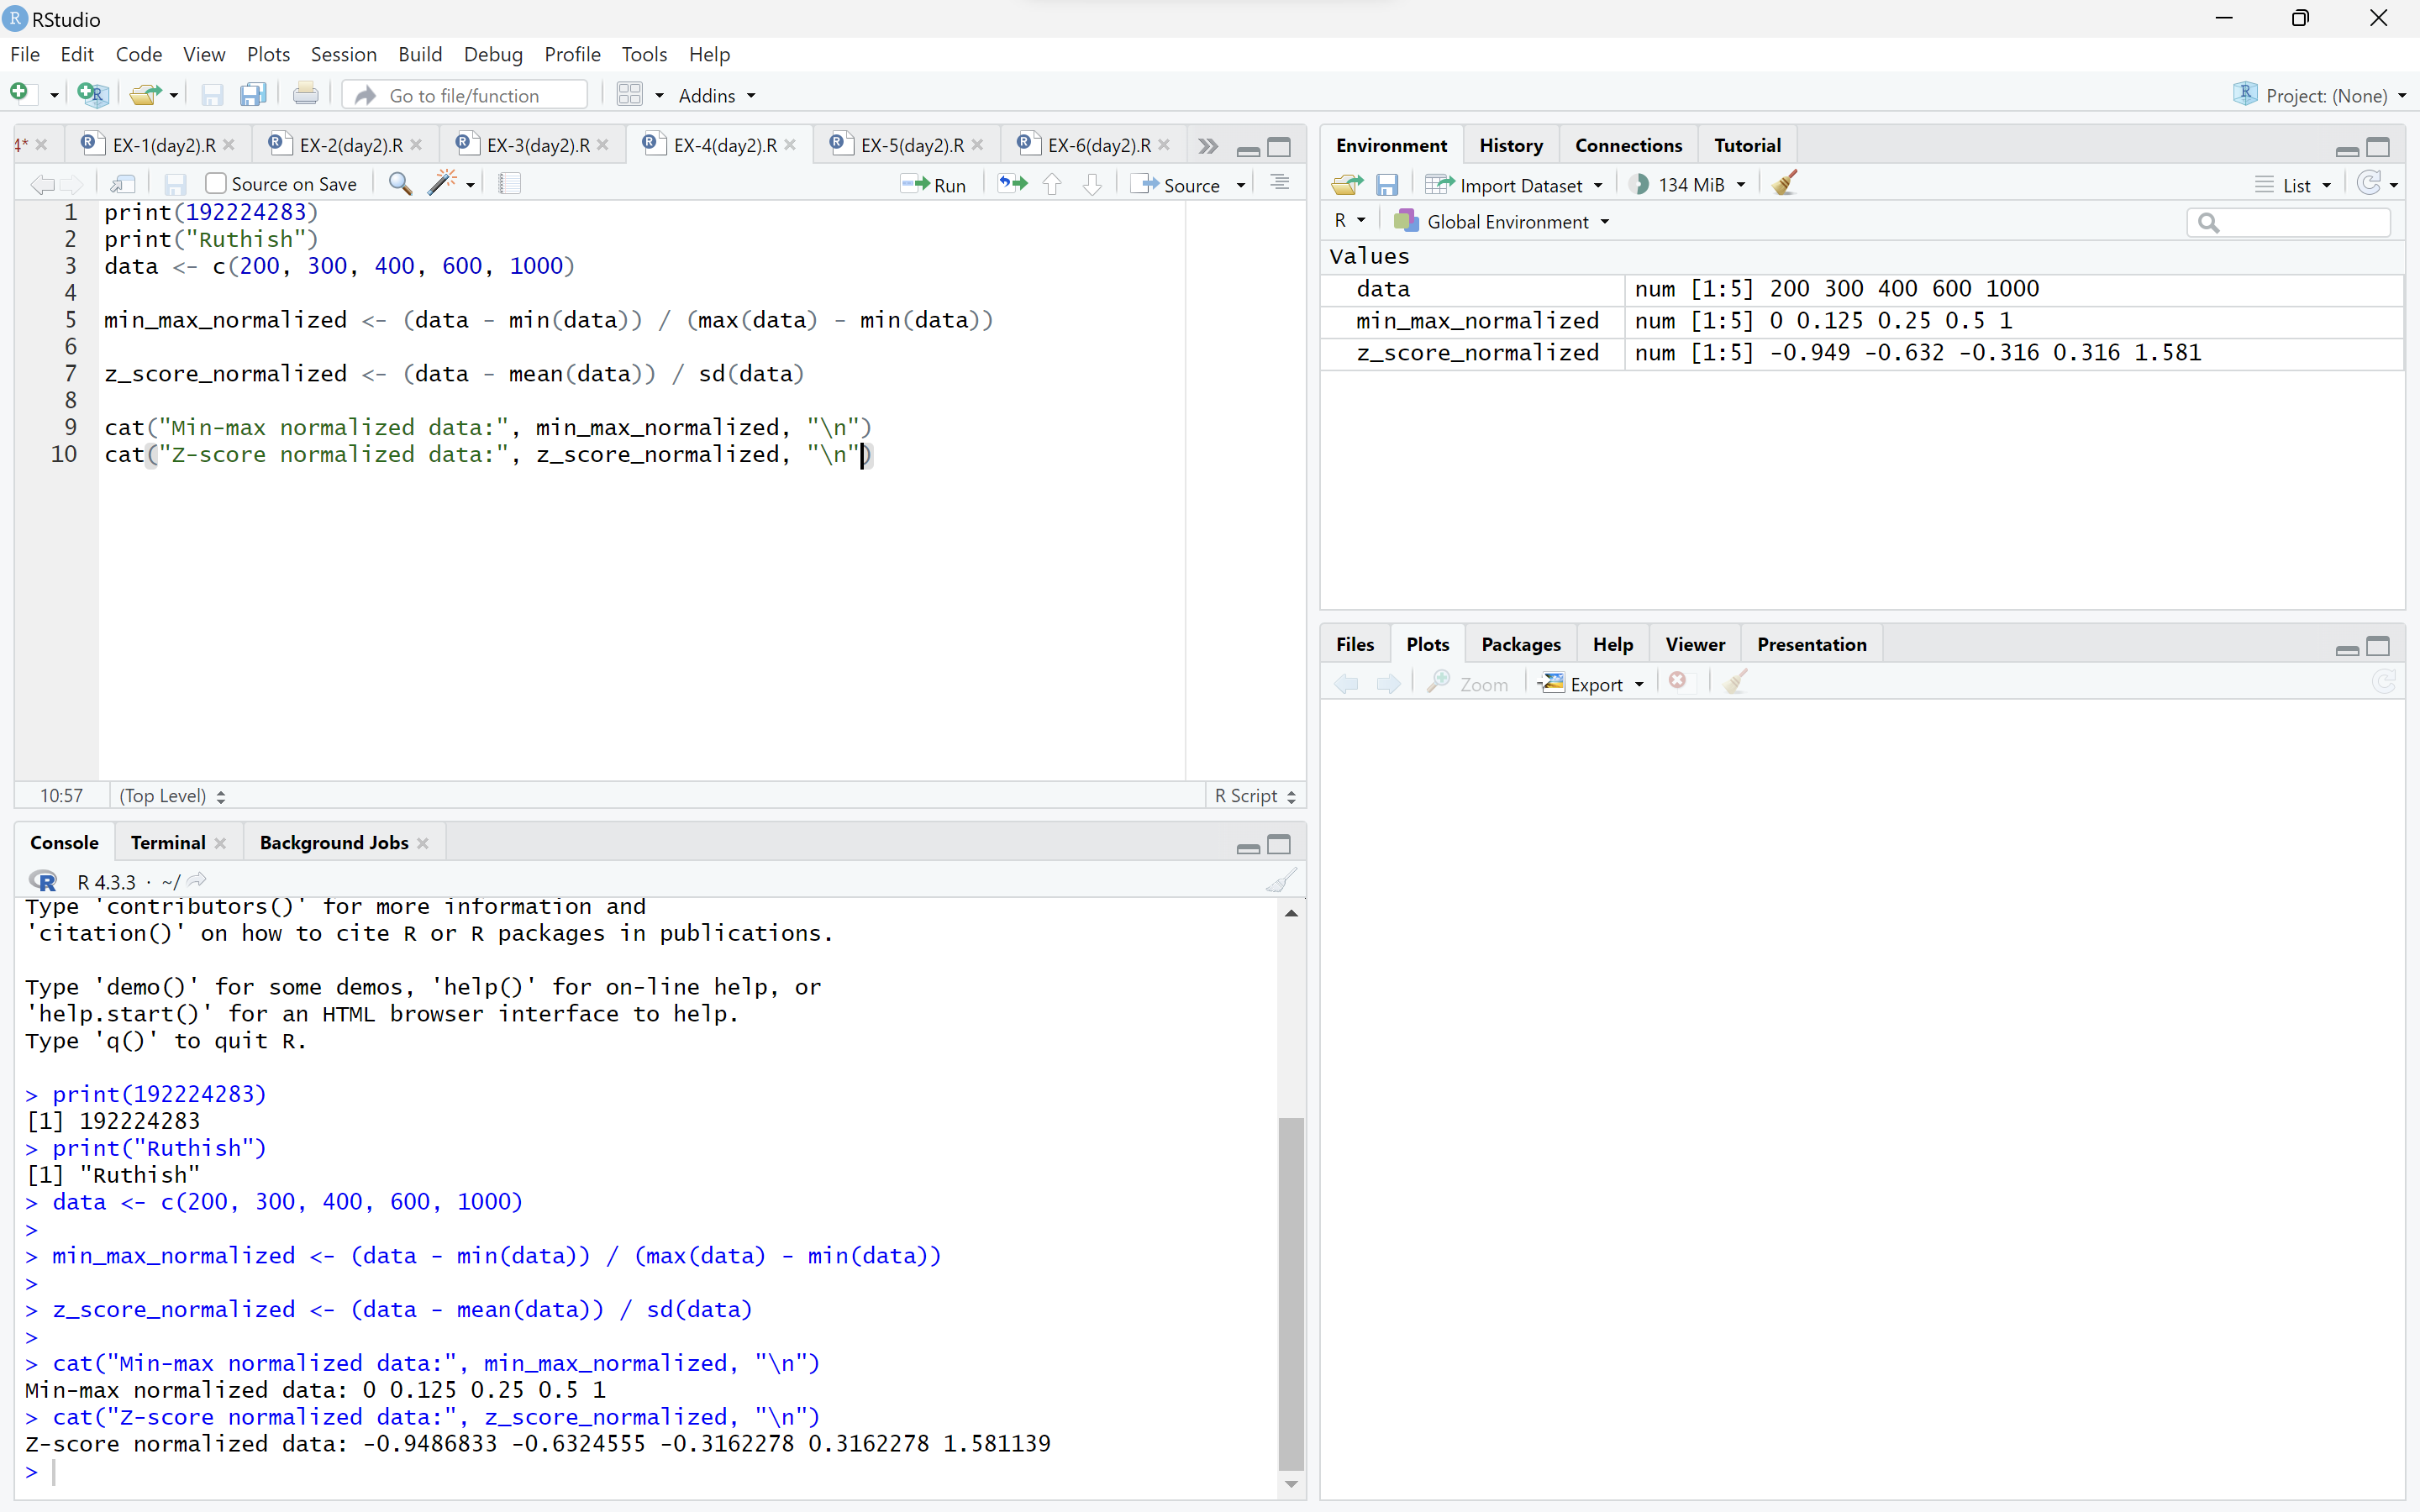 RStudio
File Edit Code View Plots Session Build Debug Profile Tools Help
Go to file/function Addins Project: (None)
4* EX-1(day2).R EX-2(day2).R EX-3(day2).R EX-4(day2).R EX-5(day2).R EX-6(day2).R
Source on Save Run Source
1 print(192224283)
2 print("Ruthish")
3 data <- c(200, 300, 400, 600, 1000)
4
5 min_max_normalized <- (data - min(data)) / (max(data) - min(data))
6
7 z_score_normalized <- (data - mean(data)) / sd(data)
8
9 cat("Min-max normalized data:", min_max_normalized, "\n")
10 cat("Z-score normalized data:", z_score_normalized, "\n")
10:57 (Top Level) R Script
Console Terminal Background Jobs
R 4.3.3 · ~/
Type 'contributors()' for more information and
'citation()' on how to cite R or R packages in publications.
Type 'demo()' for some demos, 'help()' for on-line help, or
'help.start()' for an HTML browser interface to help.
Type 'q()' to quit R.
> print(192224283)
[1] 192224283
> print("Ruthish")
[1] "Ruthish"
> data <- c(200, 300, 400, 600, 1000)
>
> min_max_normalized <- (data - min(data)) / (max(data) - min(data))
>
> z_score_normalized <- (data - mean(data)) / sd(data)
>
> cat("Min-max normalized data:", min_max_normalized, "\n")
Min-max normalized data: 0 0.125 0.25 0.5 1
> cat("Z-score normalized data:", z_score_normalized, "\n")
Z-score normalized data: -0.9486833 -0.6324555 -0.3162278 0.3162278 1.581139
>
Environment History Connections Tutorial
Import Dataset 134 MiB List
R Global Environment
Values
data num [1:5] 200 300 400 600 1000
min_max_normalized num [1:5] 0 0.125 0.25 0.5 1
z_score_normalized num [1:5] -0.949 -0.632 -0.316 0.316 1.581
Files Plots Packages Help Viewer Presentation
Zoom Export